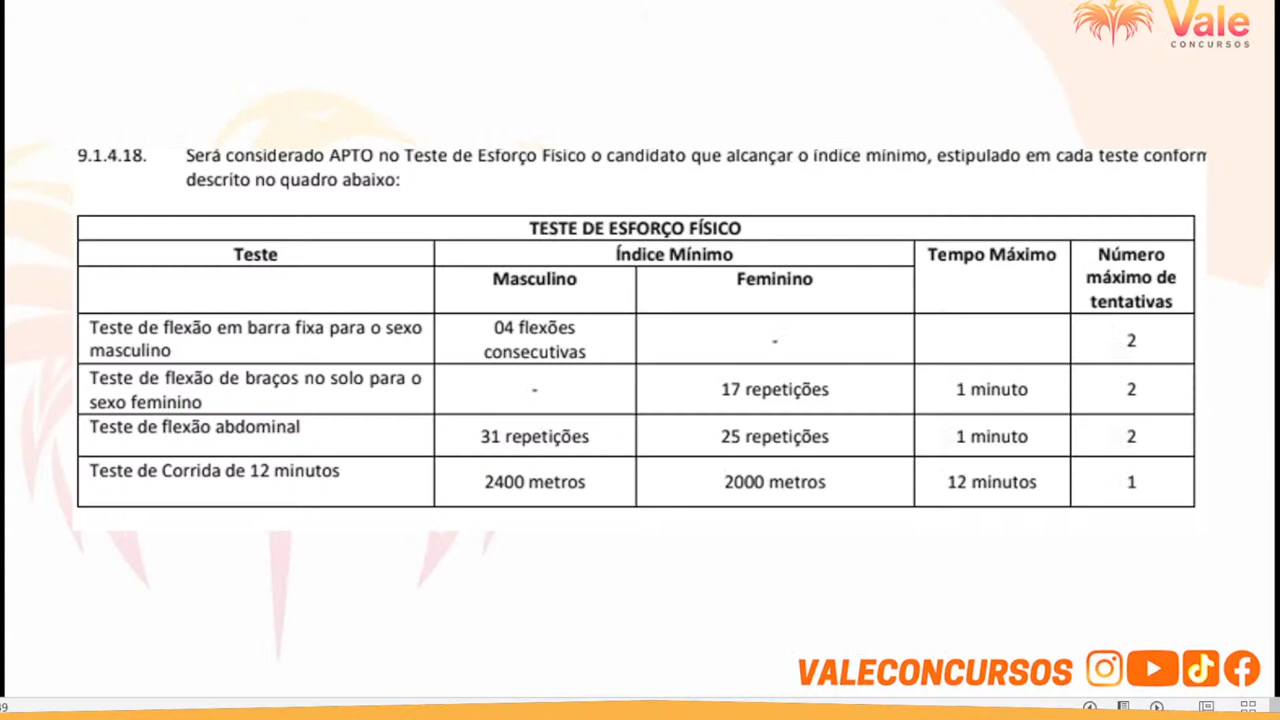 Vale
CONCURSOS
9.1.4.18. Será considerado APTO no Teste de Esforço Físico o candidato que alcançar o índice mínimo, estipulado em cada teste conform
descrito no quadro abaixo:
TESTE DE ESFORÇO FÍSICO
Teste Índice Mínimo Tempo Máximo Número máximo de tentativas
Masculino Feminino
Teste de flexão em barra fixa para o sexo masculino 04 flexões consecutivas - 2
Teste de flexão de braços no solo para o sexo feminino - 17 repetições 1 minuto 2
Teste de flexão abdominal 31 repetições 25 repetições 1 minuto 2
Teste de Corrida de 12 minutos 2400 metros 2000 metros 12 minutos 1
VALECONCURSOS